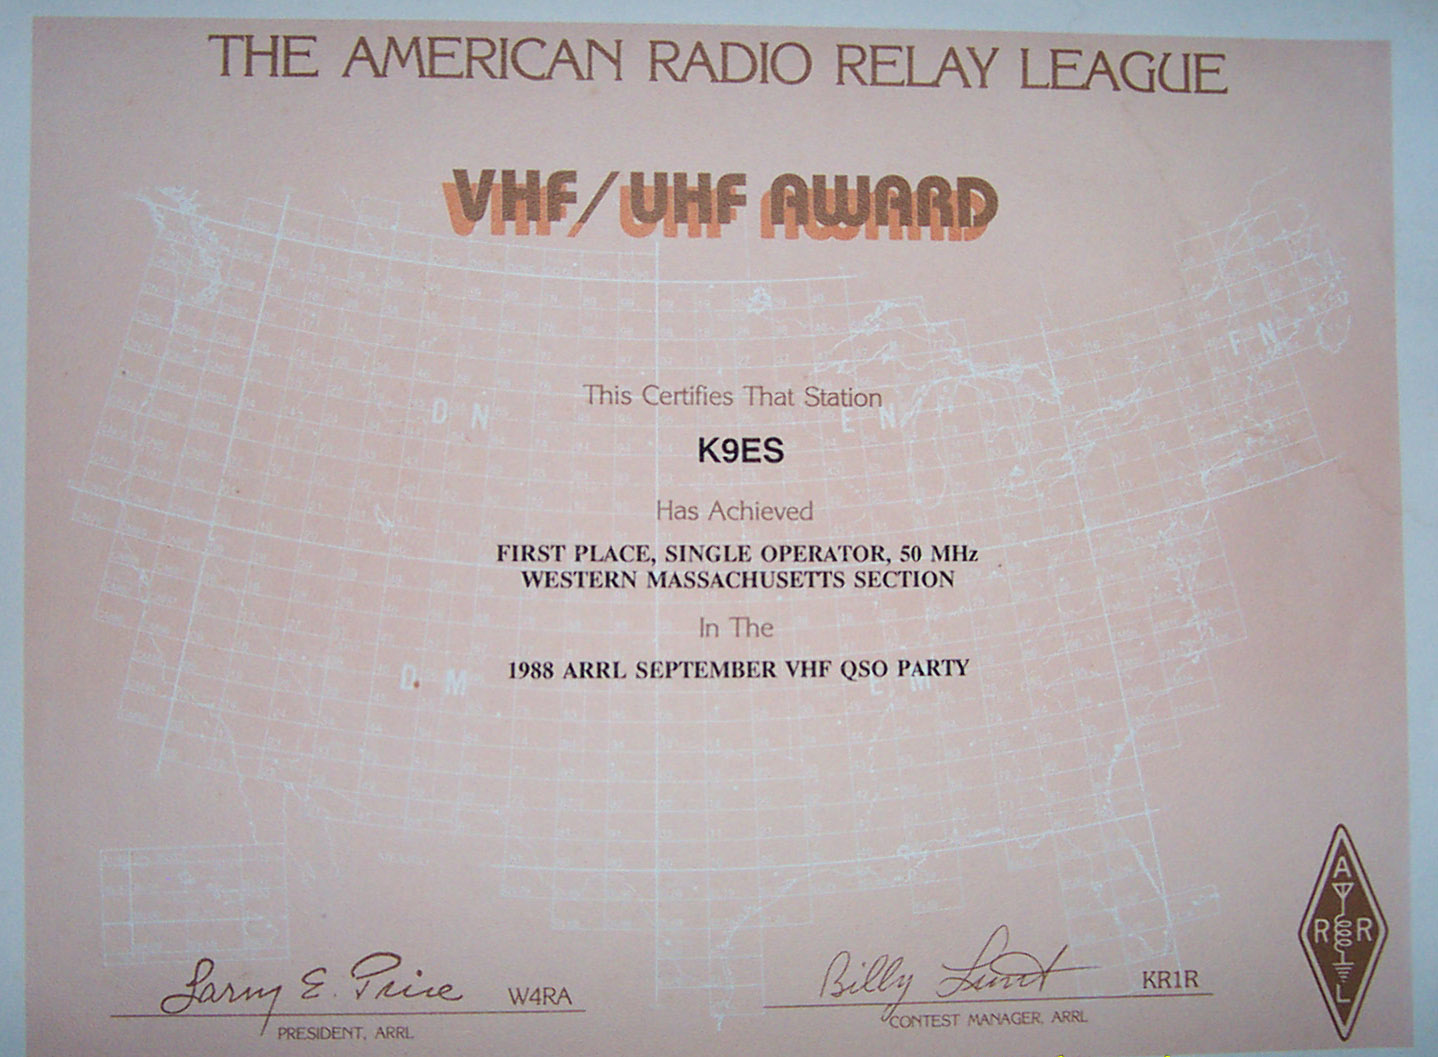 THE AMERICAN RADIO RELAY LEAGUE
VHF/UHF AWARD
F N
This Certifies That Station
D N
E N
K9ES
Has Achieved
FIRST PLACE, SINGLE OPERATOR, 50 MHz
WESTERN MASSACHUSETTS SECTION
In The
1988 ARRL SEPTEMBER VHF QSO PARTY
D M
E M
Larry E. Price W4RA
PRESIDENT, ARRL
Billy Lunt KR1R
CONTEST MANAGER, ARRL
A
R R
L